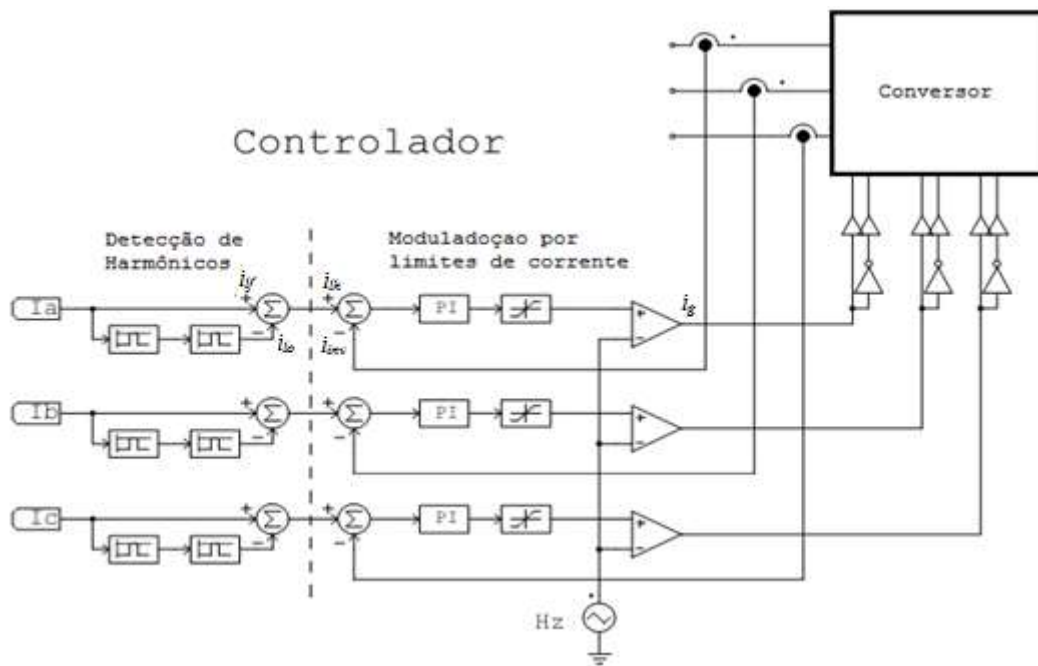 Conversor
Controlador
Detecção de
Harmônicos
Moduladoçao por
limites de corrente
Ia
PI
Ib
PI
Ic
PI
Hz